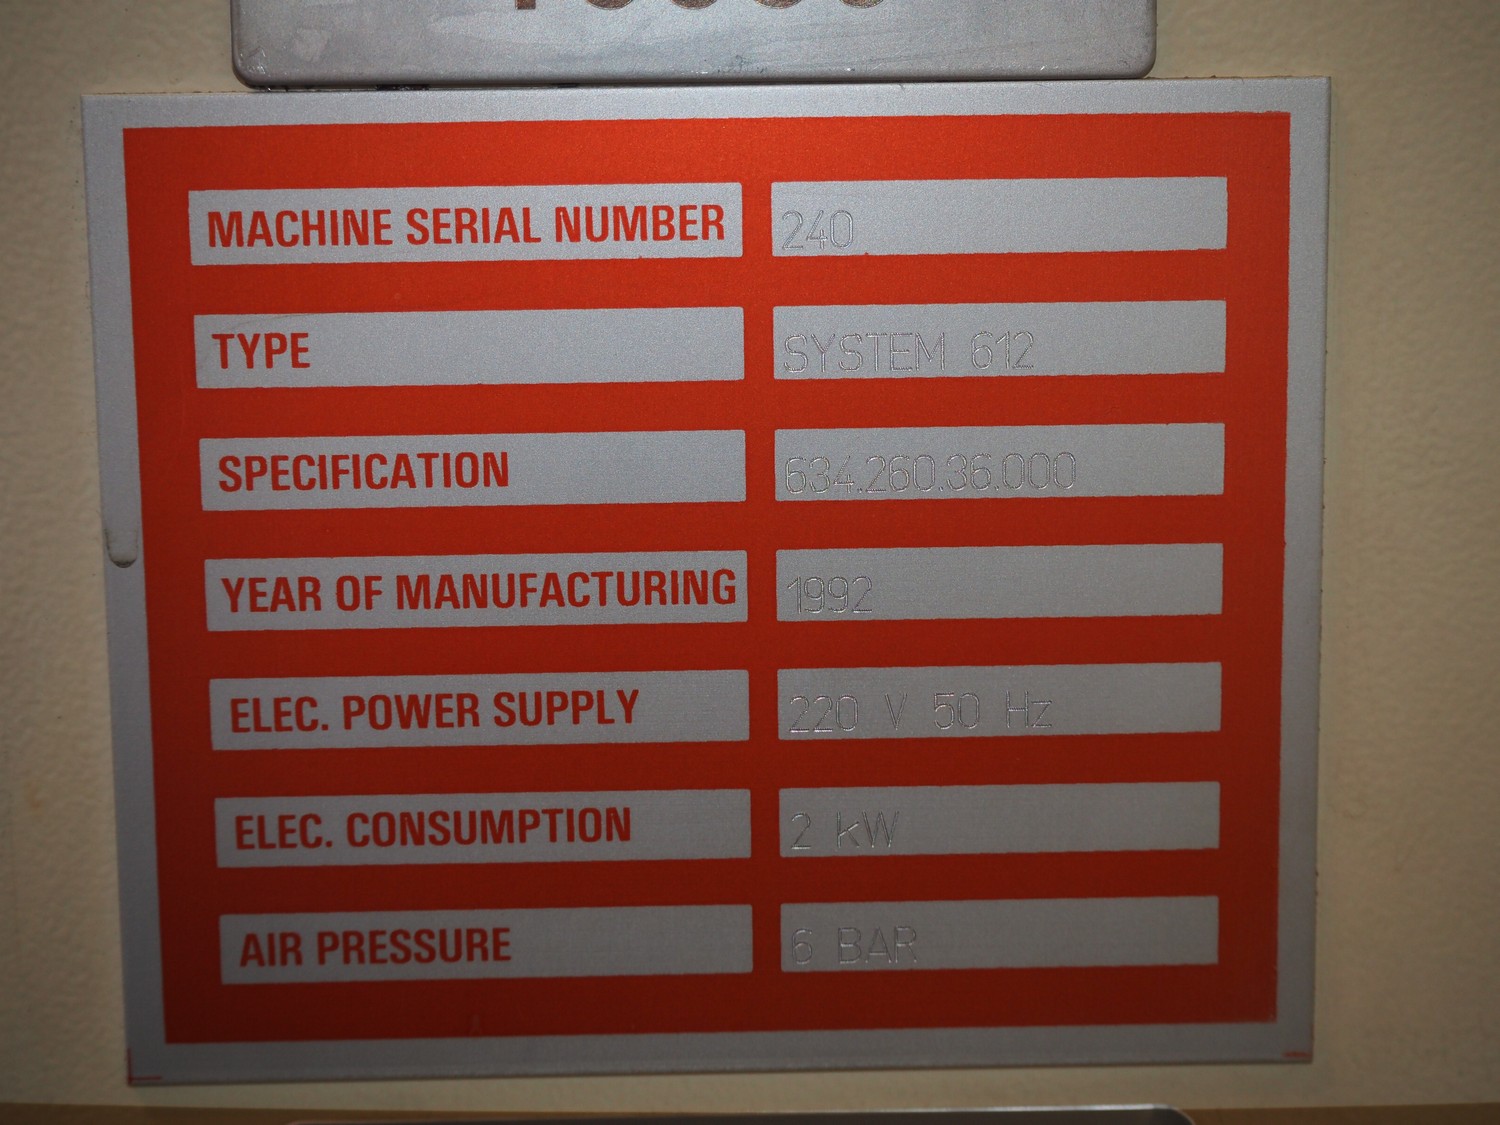 MACHINE SERIAL NUMBER 240
TYPE SYSTEM 612
SPECIFICATION 634.260.36.000
YEAR OF MANUFACTURING 1992
ELEC. POWER SUPPLY 220 V 50 Hz
ELEC. CONSUMPTION 2 kW
AIR PRESSURE 6 BAR